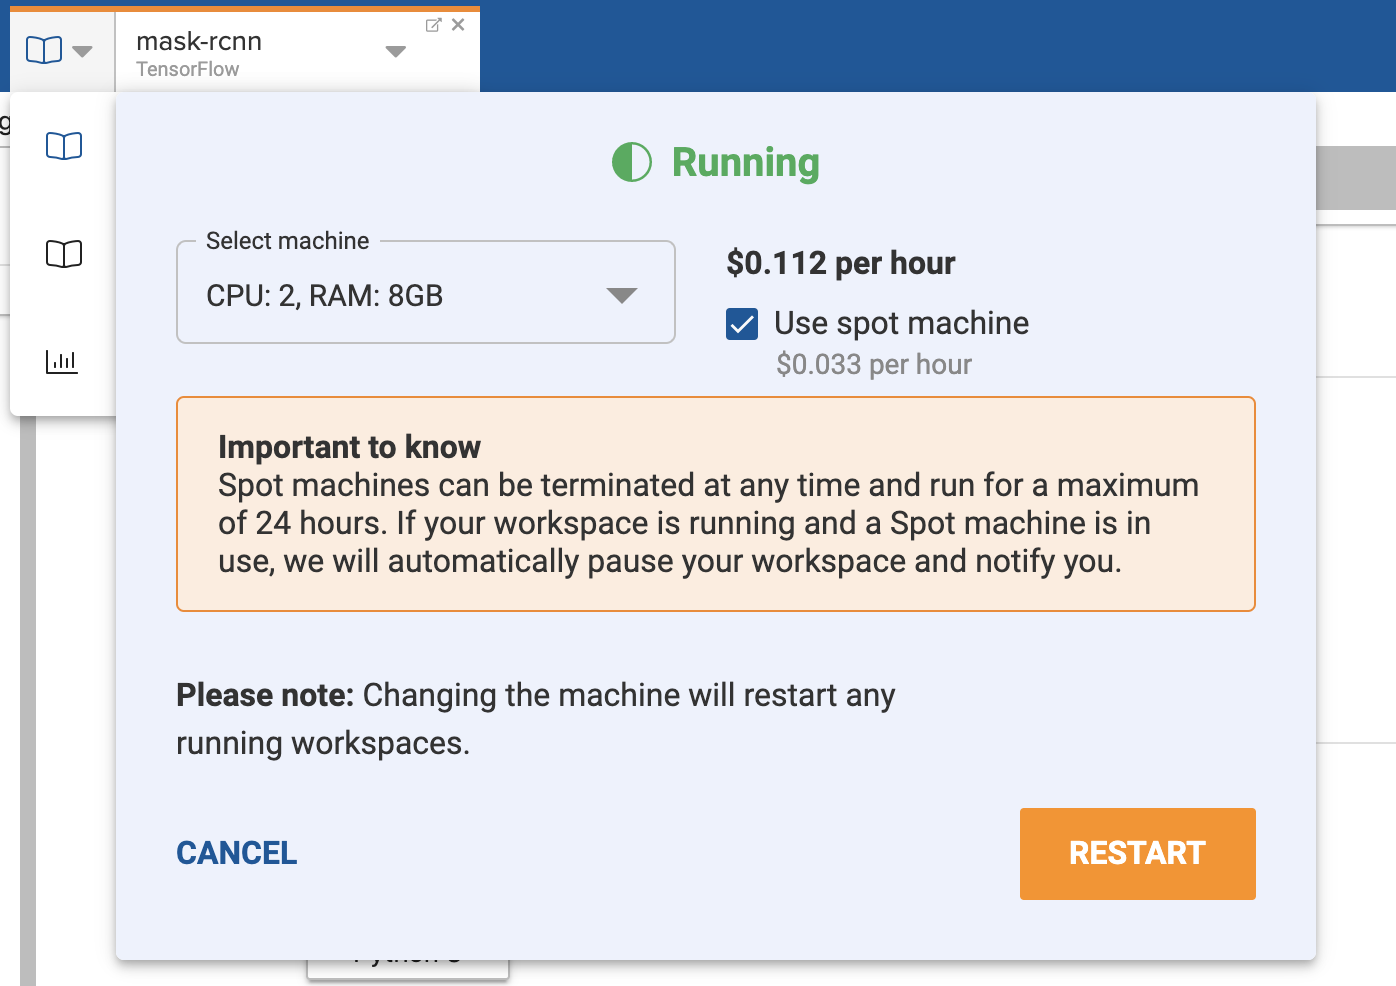 mask-rcnn
TensorFlow
Running
Select machine
CPU: 2, RAM: 8GB
$0.112 per hour
Use spot machine
$0.033 per hour
Important to know
Spot machines can be terminated at any time and run for a maximum
of 24 hours. If your workspace is running and a Spot machine is in
use, we will automatically pause your workspace and notify you.
Please note: Changing the machine will restart any
running workspaces.
CANCEL
RESTART